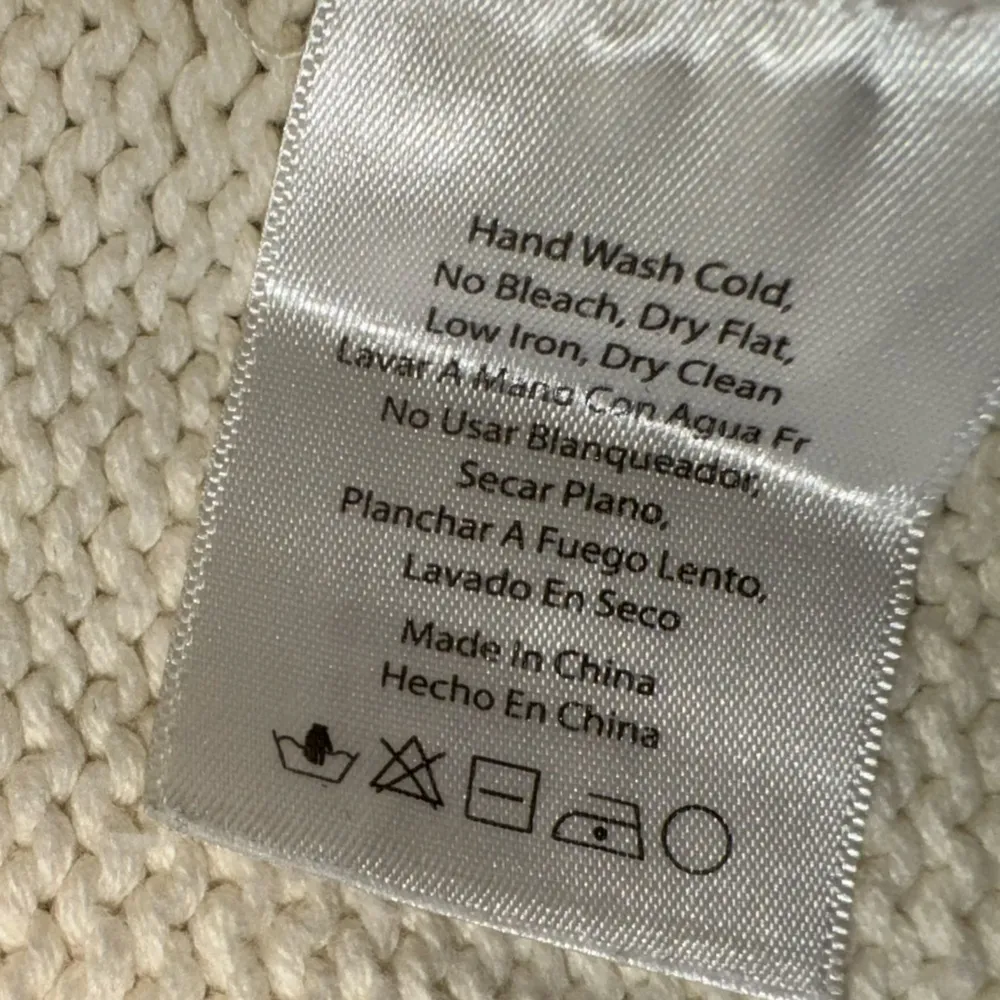 Hand Wash Cold,
No Bleach, Dry Flat,
Low Iron, Dry Clean
Lavar A Mano Con Agua Fr
No Usar Blanqueador,
Secar Plano,
Planchar A Fuego Lento,
Lavado En Seco
Made In China
Hecho En China